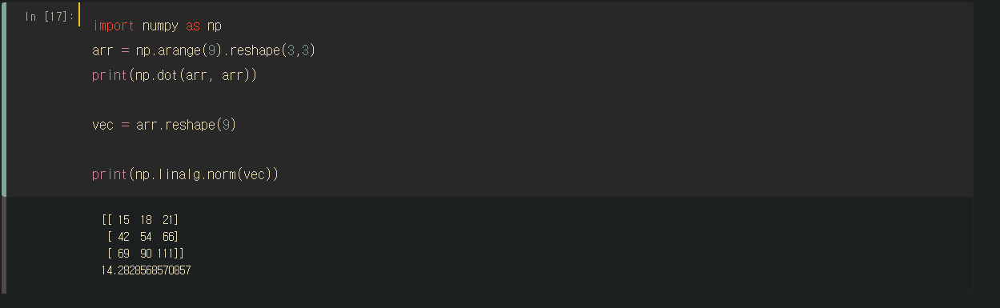 In [17]:
import numpy as np
arr = np.arange(9).reshape(3,3)
print(np.dot(arr, arr))
vec = arr.reshape(9)
print(np.linalg.norm(vec))
[[ 15  18  21]
 [ 42  54  66]
 [ 69  90 111]]
14.2828568570857